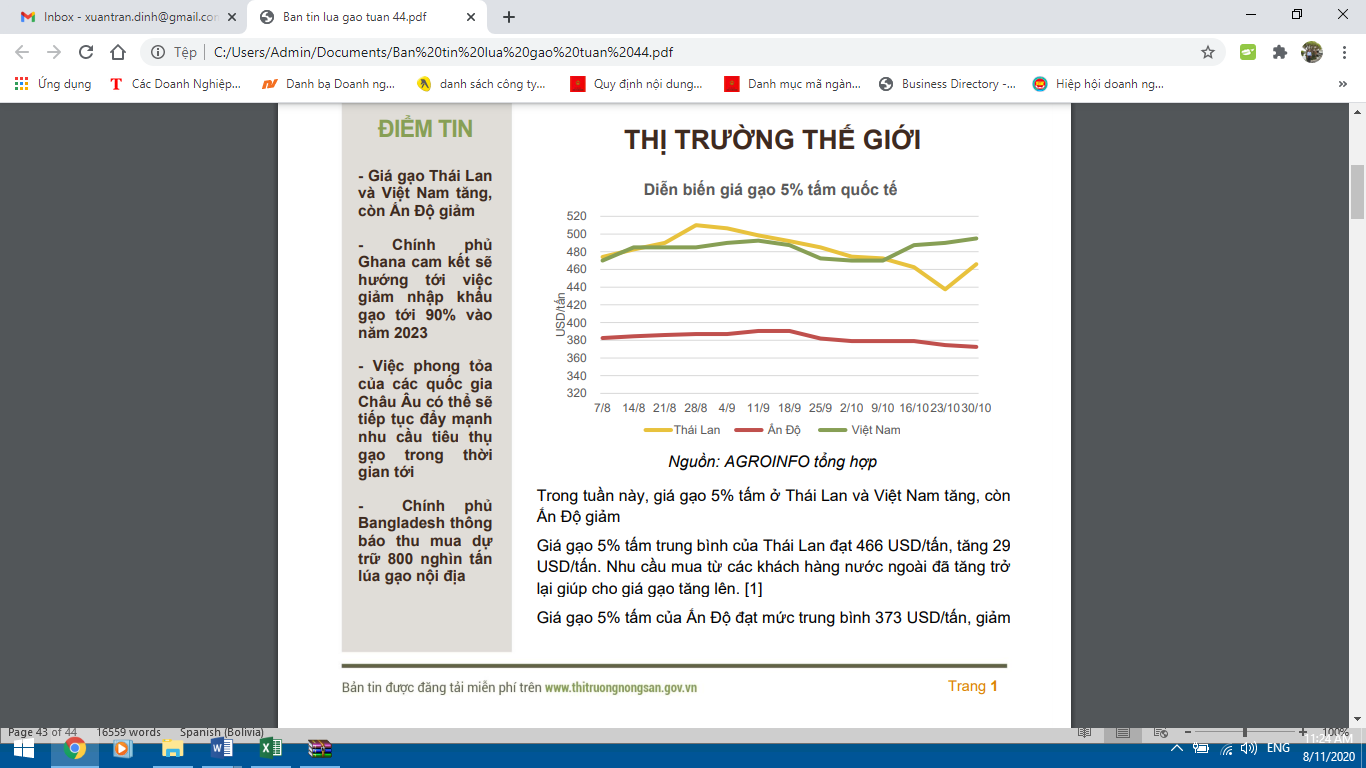 Inbox - xuantran.dinh@gmail.com
Ban tin lua gao tuan 44.pdf
Tệp
C:/Users/Admin/Documents/Ban%20tin%20lua%20gao%20tuan%2044.pdf
Ứng dụng
Các Doanh Nghiệp...
Danh bạ Doanh ng...
danh sách công ty...
Quy định nội dung...
Danh mục mã ngàn...
Business Directory -...
Hiệp hội doanh ng...
»
ĐIỂM TIN
- Giá gạo Thái Lan
và Việt Nam tăng,
còn Ấn Độ giảm
- Chính phủ
Ghana cam kết sẽ
hướng tới việc
giảm nhập khẩu
gạo tới 90% vào
năm 2023
- Việc phong tỏa
của các quốc gia
Châu Âu có thể sẽ
tiếp tục đẩy mạnh
nhu cầu tiêu thụ
gạo trong thời
gian tới
- Chính phủ
Bangladesh thông
báo thu mua dự
trữ 800 nghìn tấn
lúa gạo nội địa
THỊ TRƯỜNG THẾ GIỚI
Diễn biến giá gạo 5% tấm quốc tế
USD/tấn
520
500
480
460
440
420
400
380
360
340
320
7/8 14/8 21/8 28/8 4/9 11/9 18/9 25/9 2/10 9/10 16/10 23/10 30/10
Thái Lan Ấn Độ Việt Nam
Nguồn: AGROINFO tổng hợp
Trong tuần này, giá gạo 5% tấm ở Thái Lan và Việt Nam tăng, còn
Ấn Độ giảm
Giá gạo 5% tấm trung bình của Thái Lan đạt 466 USD/tấn, tăng 29
USD/tấn. Nhu cầu mua từ các khách hàng nước ngoài đã tăng trở
lại giúp cho giá gạo tăng lên. [1]
Giá gạo 5% tấm của Ấn Độ đạt mức trung bình 373 USD/tấn, giảm
Bản tin được đăng tải miễn phí trên www.thitruongnongsan.gov.vn
Trang 1
Page 43 of 44
16559 words
Spanish (Bolivia)
100%
ENG
11:24 AM
8/11/2020